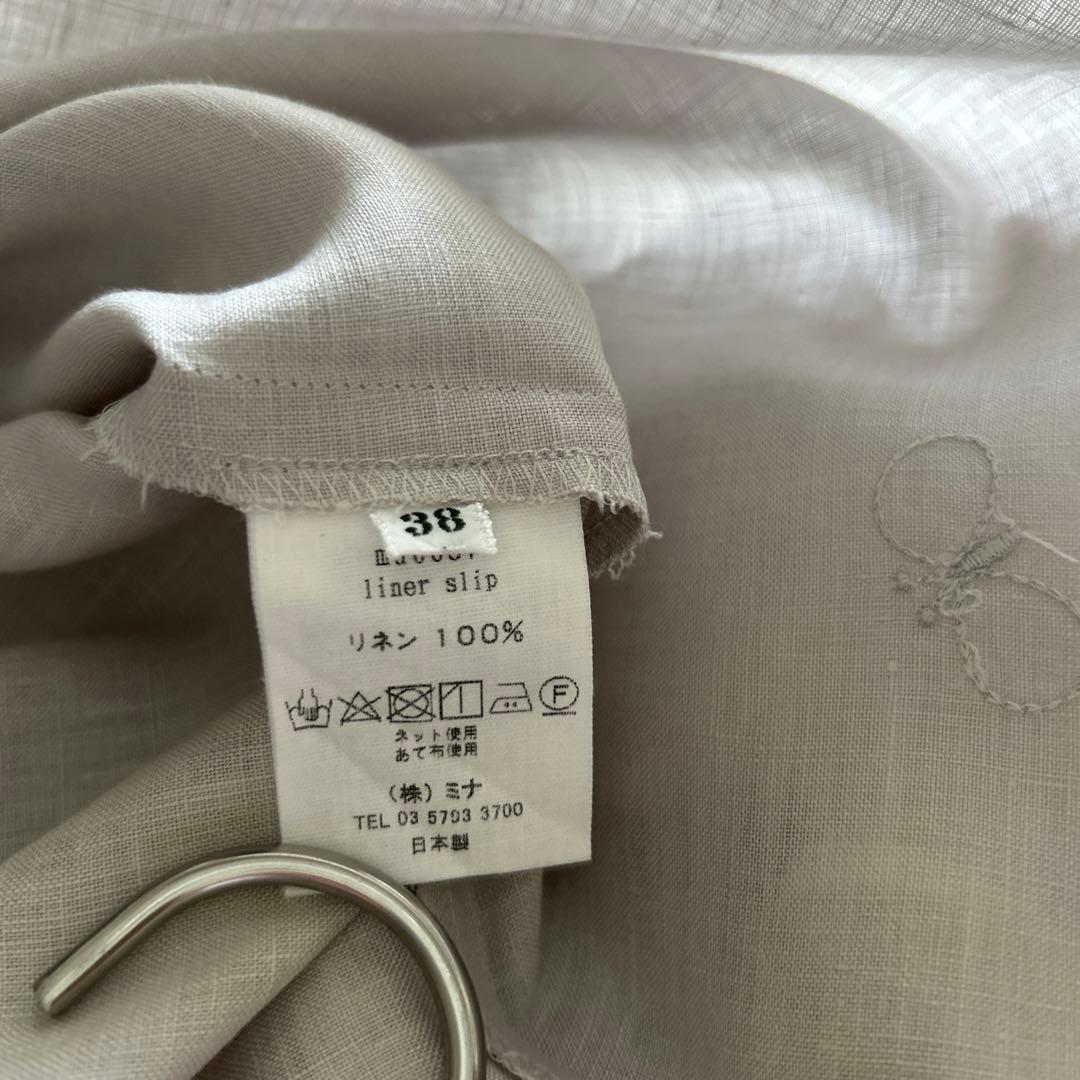 38
liner slip
リネン 100%
F
ネット使用
あて布使用
(株)ミナ
TEL 03 5793 3700
日本製